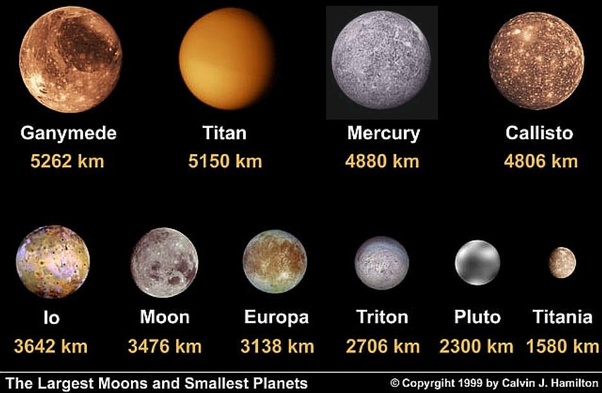 Ganymede Titan Mercury Callisto
5262 km 5150 km 4880 km 4806 km
Io Moon Europa Triton Pluto Titania
3642 km 3476 km 3138 km 2706 km 2300 km 1580 km
The Largest Moons and Smallest Planets © Copyright 1999 by Calvin J. Hamilton